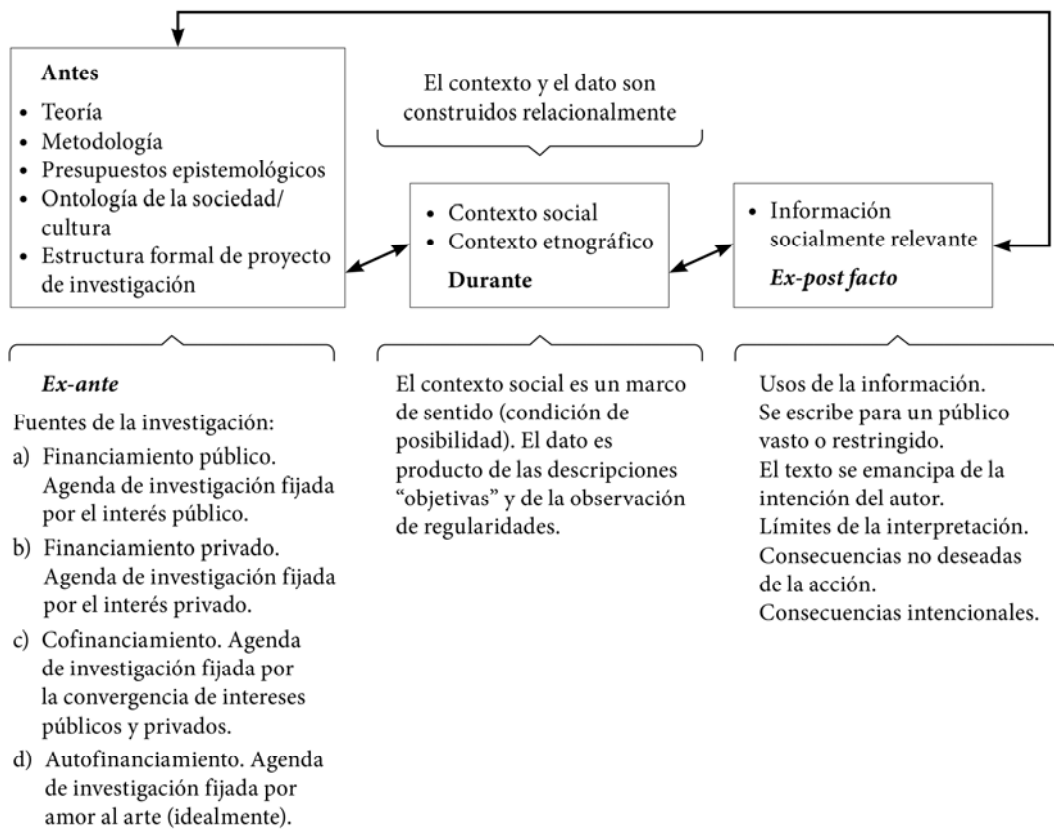 Antes
• Teoría
• Metodología
• Presupuestos epistemológicos
• Ontología de la sociedad/
cultura
• Estructura formal de proyecto
de investigación
El contexto y el dato son
construidos relacionalmente
• Contexto social
• Contexto etnográfico
Durante
• Información
socialmente relevante
Ex-post facto
Ex-ante
Fuentes de la investigación:
a) Financiamiento público.
Agenda de investigación fijada
por el interés público.
b) Financiamiento privado.
Agenda de investigación fijada
por el interés privado.
c) Cofinanciamiento. Agenda
de investigación fijada por
la convergencia de intereses
públicos y privados.
d) Autofinanciamiento. Agenda
de investigación fijada por
amor al arte (idealmente).
El contexto social es un marco
de sentido (condición de
posibilidad). El dato es
producto de las descripciones
“objetivas” y de la observación
de regularidades.
Usos de la información.
Se escribe para un público
vasto o restringido.
El texto se emancipa de la
intención del autor.
Límites de la interpretación.
Consecuencias no deseadas
de la acción.
Consecuencias intencionales.